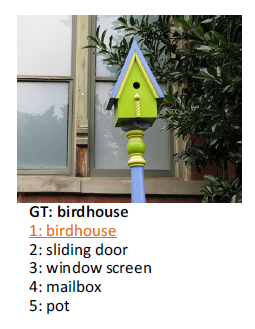 GT: birdhouse
1: birdhouse
2: sliding door
3: window screen
4: mailbox
5: pot